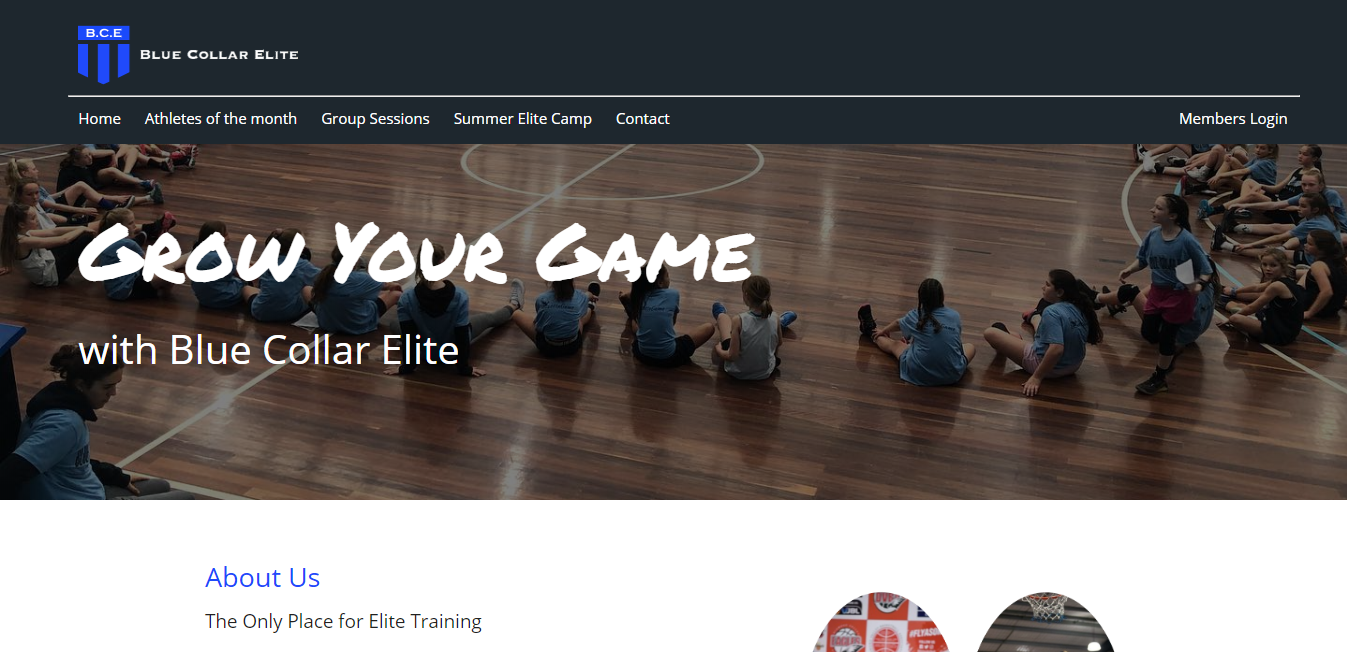 B.C.E
Blue Collar Elite
Home Athletes of the month Group Sessions Summer Elite Camp Contact Members Login
Grow Your Game
with Blue Collar Elite
About Us
The Only Place for Elite Training